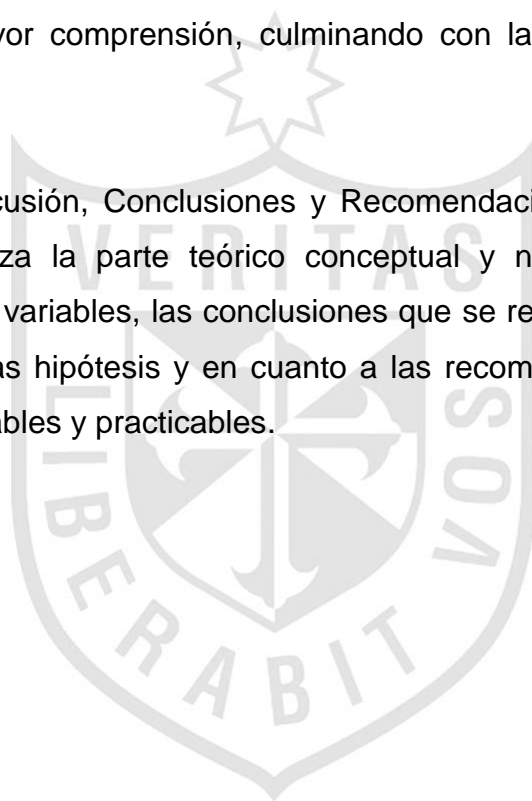 yor comprensión, culminando con la
cusión, Conclusiones y Recomendaci
za la parte teórico conceptual y n
variables, las conclusiones que se re
as hipótesis y en cuanto a las recom
ables y practicables.
VERITAS
LIBERABIT
VOS